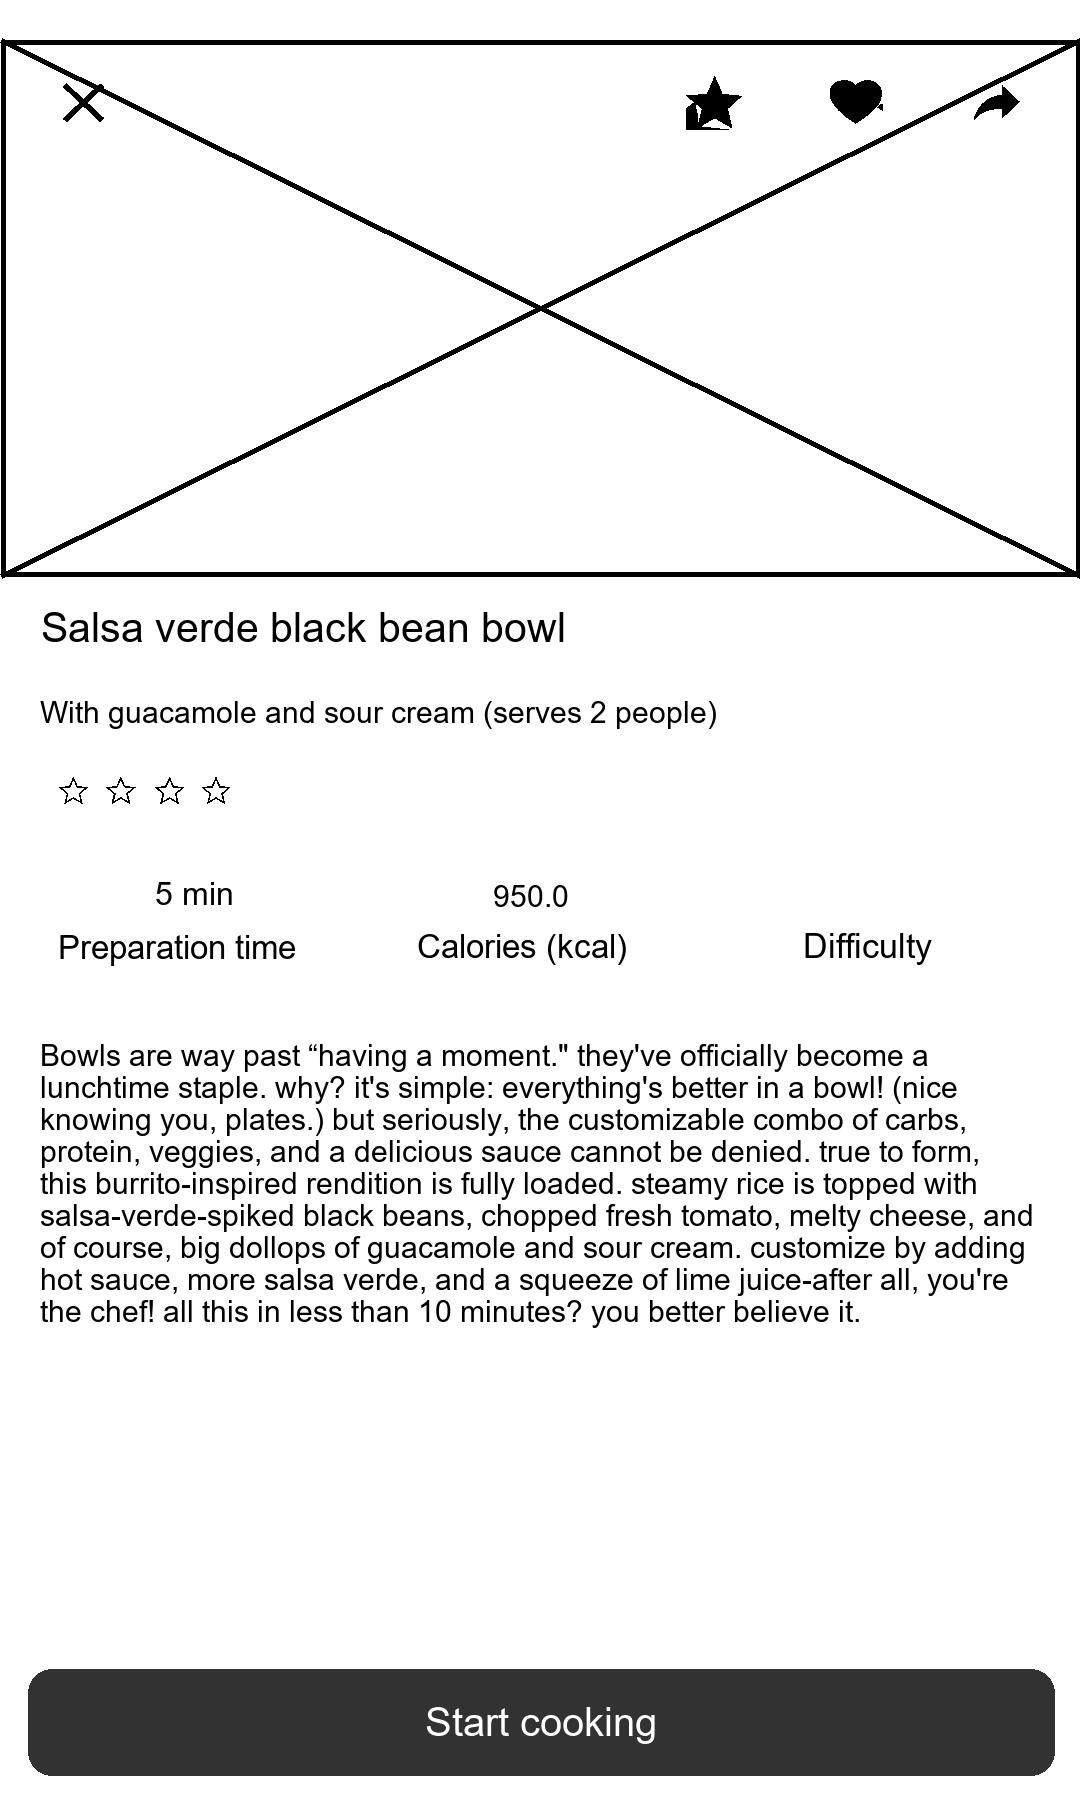 Salsa verde black bean bowl
With guacamole and sour cream (serves 2 people)
5 min
950.0
Preparation time
Calories (kcal)
Difficulty
Bowls are way past “having a moment." they've officially become a
lunchtime staple. why? it's simple: everything's better in a bowl! (nice
knowing you, plates.) but seriously, the customizable combo of carbs,
protein, veggies, and a delicious sauce cannot be denied. true to form,
this burrito-inspired rendition is fully loaded. steamy rice is topped with
salsa-verde-spiked black beans, chopped fresh tomato, melty cheese, and
of course, big dollops of guacamole and sour cream. customize by adding
hot sauce, more salsa verde, and a squeeze of lime juice-after all, you're
the chef! all this in less than 10 minutes? you better believe it.
Start cooking